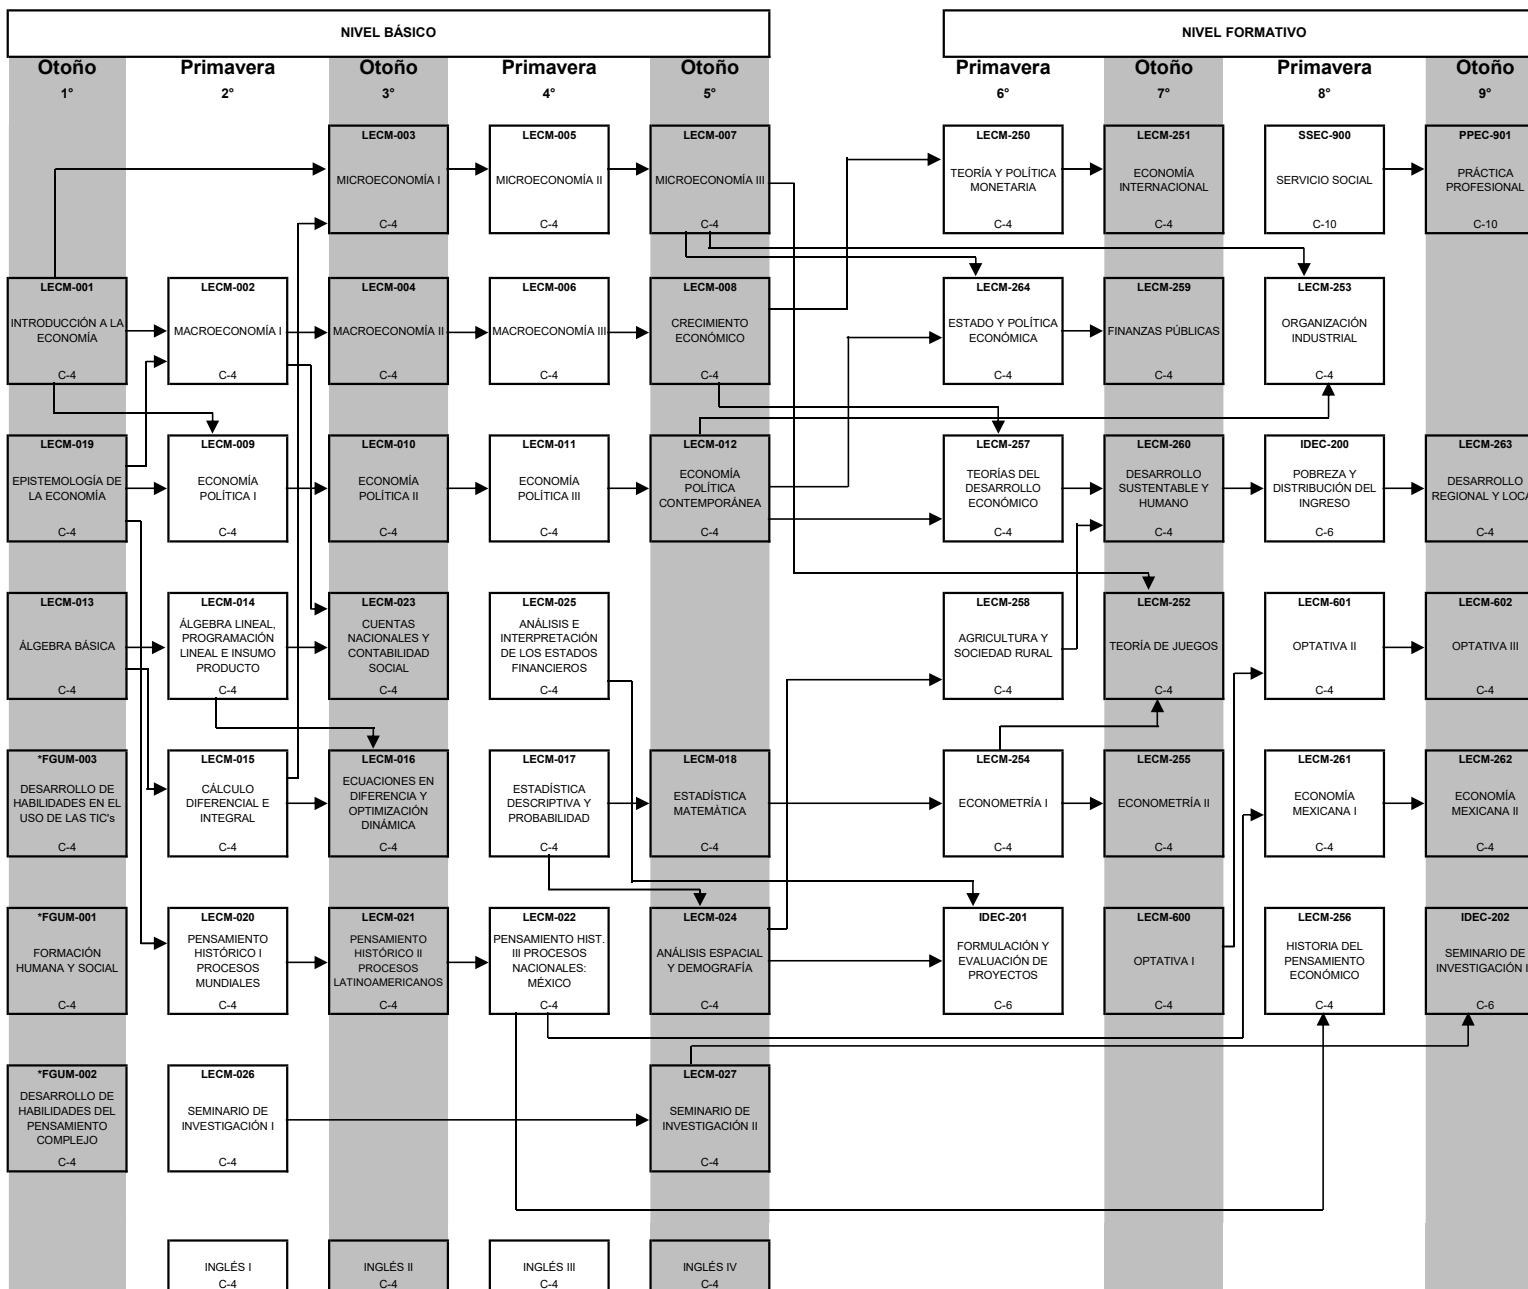 NIVEL BÁSICO
NIVEL FORMATIVO
Otoño
Primavera
Otoño
Primavera
Otoño
Primavera
Otoño
Primavera
Otoño
1°
2°
3°
4°
5°
6°
7°
8°
9°
LECM-003
MICROECONOMÍA I
C-4
LECM-005
MICROECONOMÍA II
C-4
LECM-007
MICROECONOMÍA III
C-4
LECM-250
TEORÍA Y POLÍTICA
MONETARIA
C-4
LECM-251
ECONOMÍA
INTERNACIONAL
C-4
SSEC-900
SERVICIO SOCIAL
C-10
PPEC-901
PRÁCTICA
PROFESIONAL
C-10
LECM-001
INTRODUCCIÓN A LA
ECONOMÍA
C-4
LECM-002
MACROECONOMÍA I
C-4
LECM-004
MACROECONOMÍA II
C-4
LECM-006
MACROECONOMÍA III
C-4
LECM-008
CRECIMIENTO
ECONÓMICO
C-4
LECM-264
ESTADO Y POLÍTICA
ECONÓMICA
C-4
LECM-259
FINANZAS PÚBLICAS
C-4
LECM-253
ORGANIZACIÓN
INDUSTRIAL
C-4
LECM-019
EPISTEMOLOGÍA DE
LA ECONOMÍA
C-4
LECM-009
ECONOMÍA
POLÍTICA I
C-4
LECM-010
ECONOMÍA
POLÍTICA II
C-4
LECM-011
ECONOMÍA
POLÍTICA III
C-4
LECM-012
ECONOMÍA
POLÍTICA
CONTEMPORÁNEA
C-4
LECM-257
TEORÍAS DEL
DESARROLLO
ECONÓMICO
C-4
LECM-260
DESARROLLO
SUSTENTABLE Y
HUMANO
C-4
IDEC-200
POBREZA Y
DISTRIBUCIÓN DEL
INGRESO
C-6
LECM-263
DESARROLLO
REGIONAL Y LOCA
C-4
LECM-013
ÁLGEBRA BÁSICA
C-4
LECM-014
ÁLGEBRA LINEAL,
PROGRAMACIÓN
LINEAL E INSUMO
PRODUCTO
C-4
LECM-023
CUENTAS
NACIONALES Y
CONTABILIDAD
SOCIAL
C-4
LECM-025
ANÁLISIS E
INTERPRETACIÓN
DE LOS ESTADOS
FINANCIEROS
C-4
LECM-258
AGRICULTURA Y
SOCIEDAD RURAL
C-4
LECM-252
TEORÍA DE JUEGOS
C-4
LECM-601
OPTATIVA II
C-4
LECM-602
OPTATIVA III
C-4
*FGUM-003
DESARROLLO DE
HABILIDADES EN EL
USO DE LAS TIC's
C-4
LECM-015
CÁLCULO
DIFERENCIAL E
INTEGRAL
C-4
LECM-016
ECUACIONES EN
DIFERENCIA Y
OPTIMIZACIÓN
DINÁMICA
C-4
LECM-017
ESTADÍSTICA
DESCRIPTIVA Y
PROBABILIDAD
C-4
LECM-018
ESTADÍSTICA
MATEMÀTICA
C-4
LECM-254
ECONOMETRÍA I
C-4
LECM-255
ECONOMETRÍA II
C-4
LECM-261
ECONOMÍA
MEXICANA I
C-4
LECM-262
ECONOMÍA
MEXICANA II
C-4
*FGUM-001
FORMACIÓN
HUMANA Y SOCIAL
C-4
LECM-020
PENSAMIENTO
HISTÓRICO I
PROCESOS
MUNDIALES
C-4
LECM-021
PENSAMIENTO
HISTÓRICO II
PROCESOS
LATINOAMERICANOS
C-4
LECM-022
PENSAMIENTO HIST.
III PROCESOS
NACIONALES:
MÉXICO
C-4
LECM-024
ANÁLISIS ESPACIAL
Y DEMOGRAFÍA
C-4
IDEC-201
FORMULACIÓN Y
EVALUACIÓN DE
PROYECTOS
C-6
LECM-600
OPTATIVA I
C-4
LECM-256
HISTORIA DEL
PENSAMIENTO
ECONÓMICO
C-4
IDEC-202
SEMINARIO DE
INVESTIGACIÓN I
C-6
*FGUM-002
DESARROLLO DE
HABILIDADES DEL
PENSAMIENTO
COMPLEJO
C-4
LECM-026
SEMINARIO DE
INVESTIGACIÓN I
C-4
LECM-027
SEMINARIO DE
INVESTIGACIÓN II
C-4
INGLÉS I
C-4
INGLÉS II
C-4
INGLÉS III
C-4
INGLÉS IV
C-4